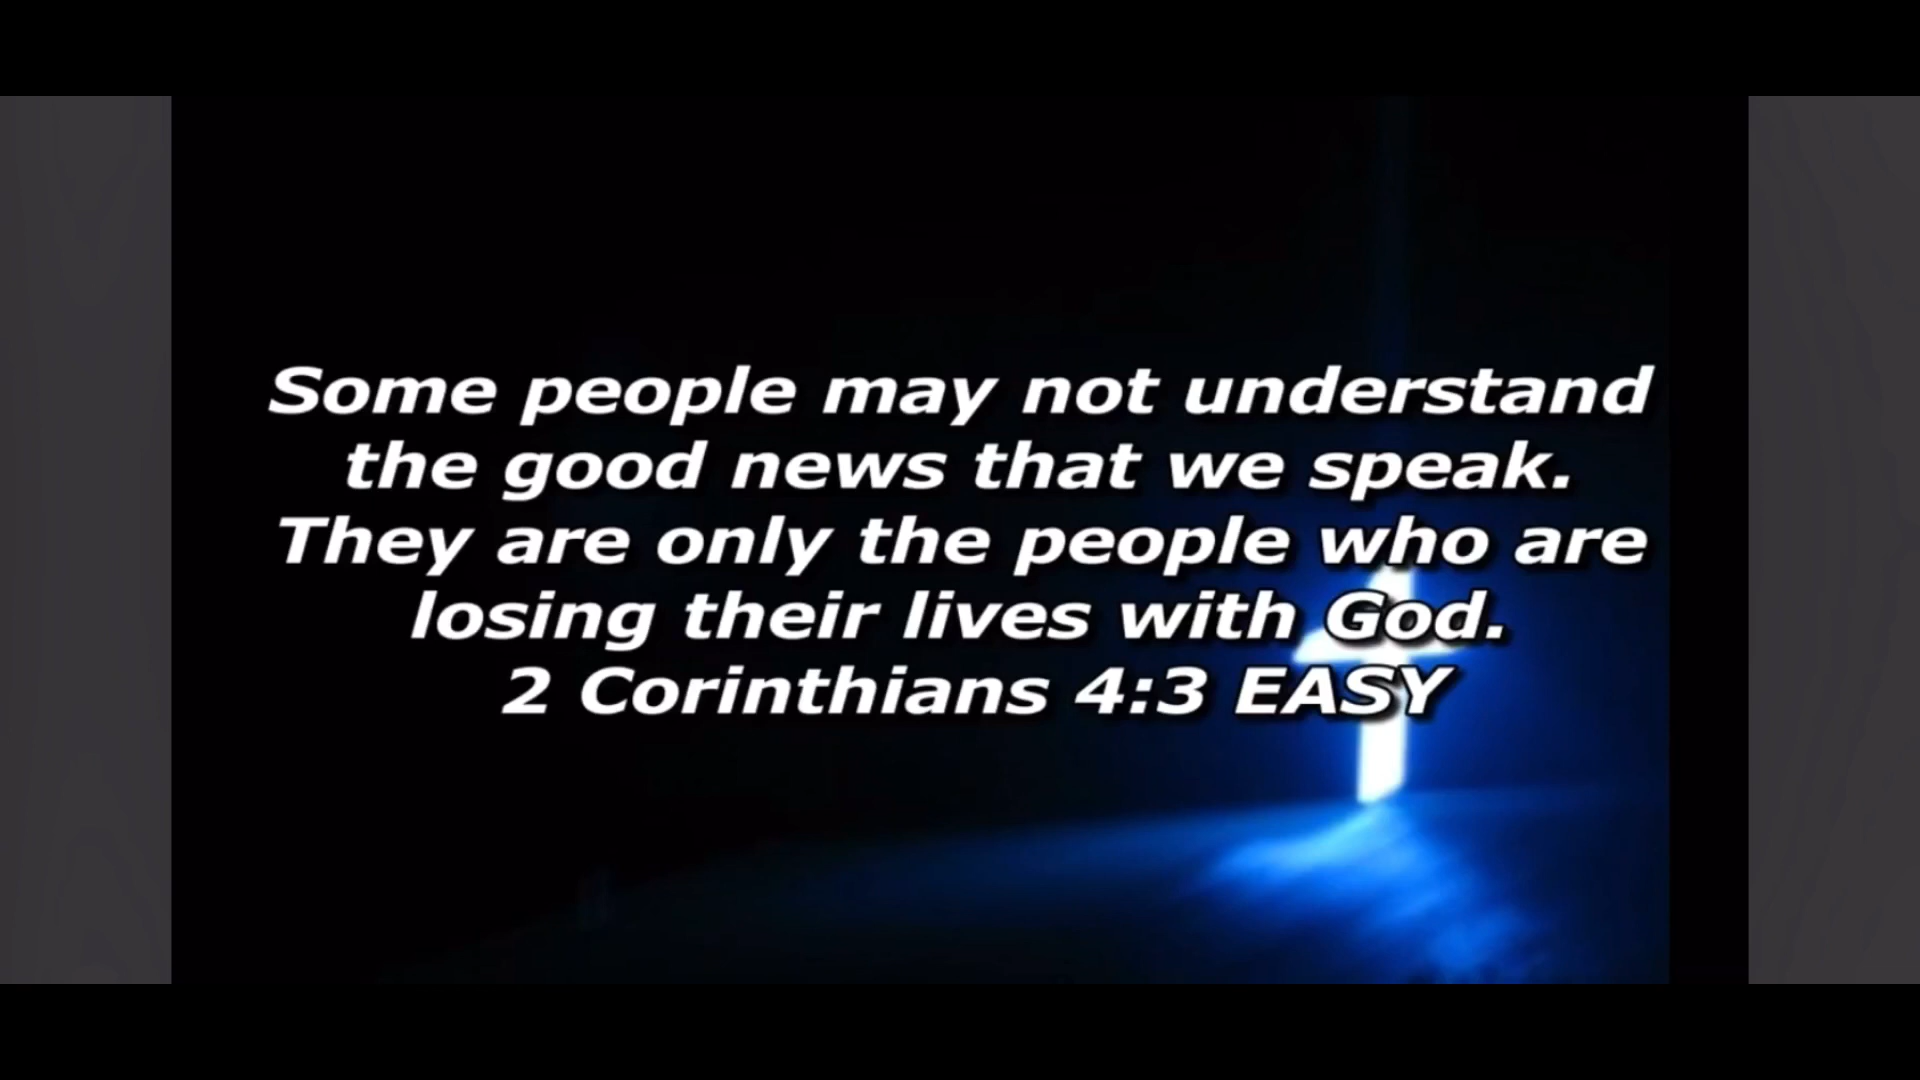 Some people may not understand
the good news that we speak.
They are only the people who are
losing their lives with God.
2 Corinthians 4:3 EASY